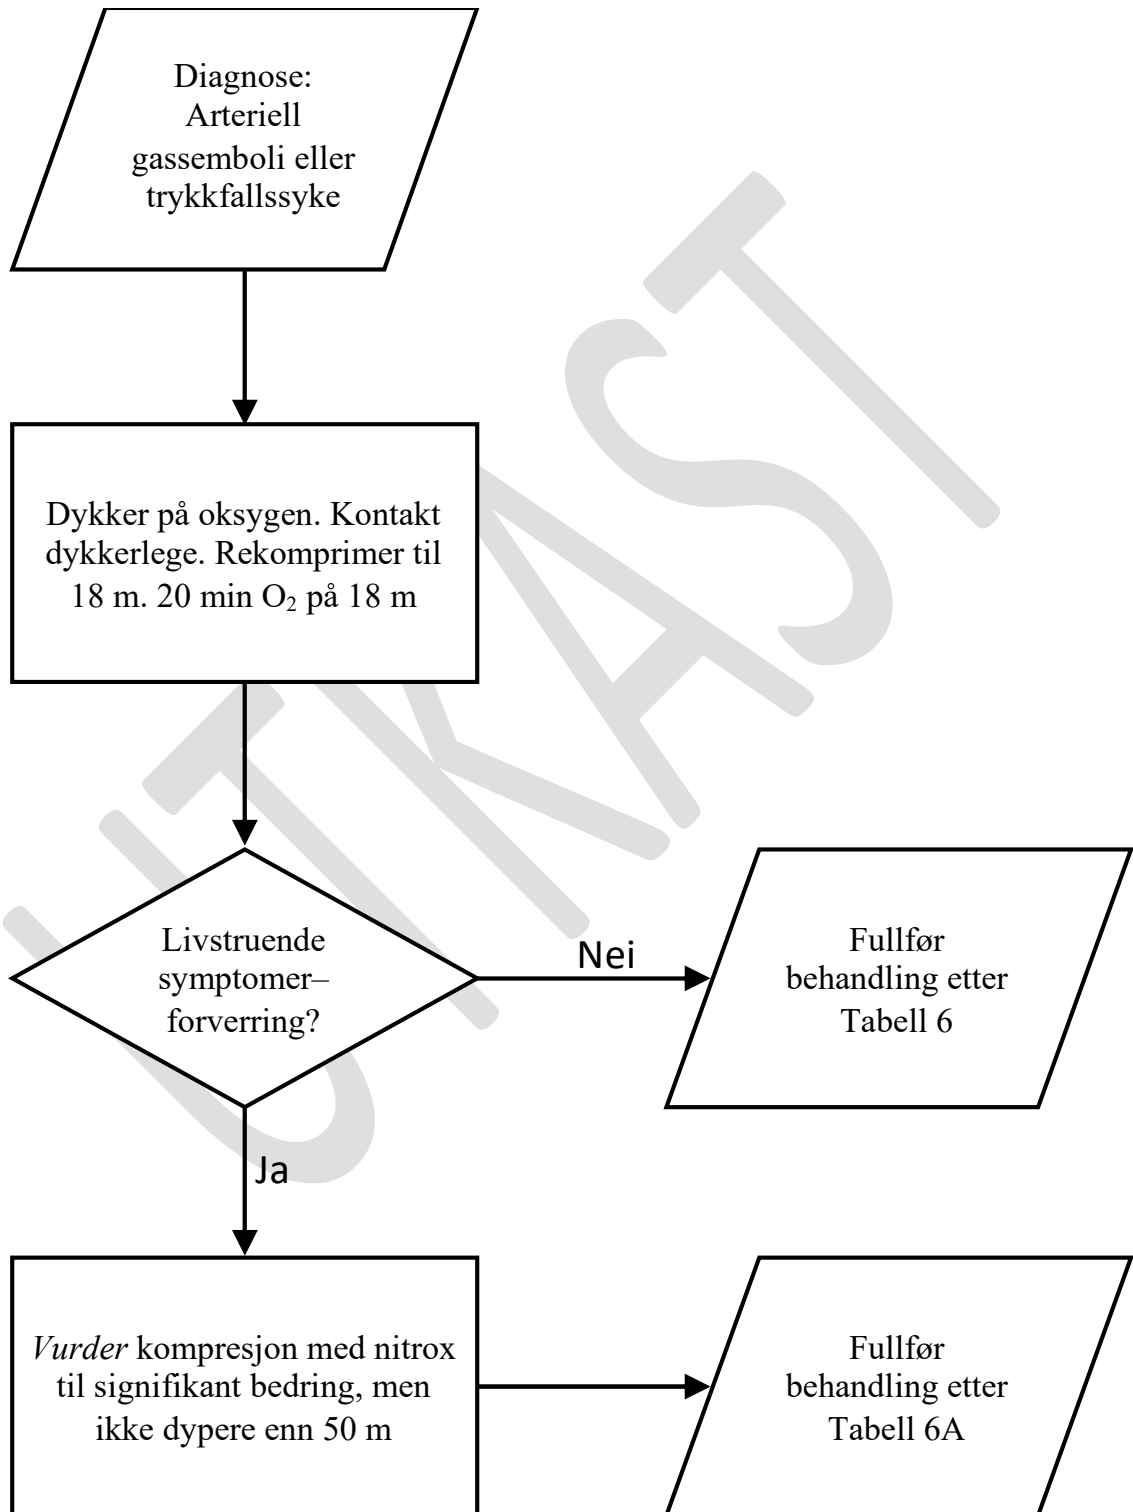 Diagnose:
Arteriell
gassemboli eller
trykkfallssyke
Dykker på oksygen. Kontakt
dykkerlege. Rekomprimer til
18 m. 20 min O₂ på 18 m
Livstruende
symptomer–
forverring?
Nei
Fullfør
behandling etter
Tabell 6
Ja
Vurder kompresjon med nitrox
til signifikant bedring, men
ikke dypere enn 50 m
Fullfør
behandling etter
Tabell 6A
UTKAST